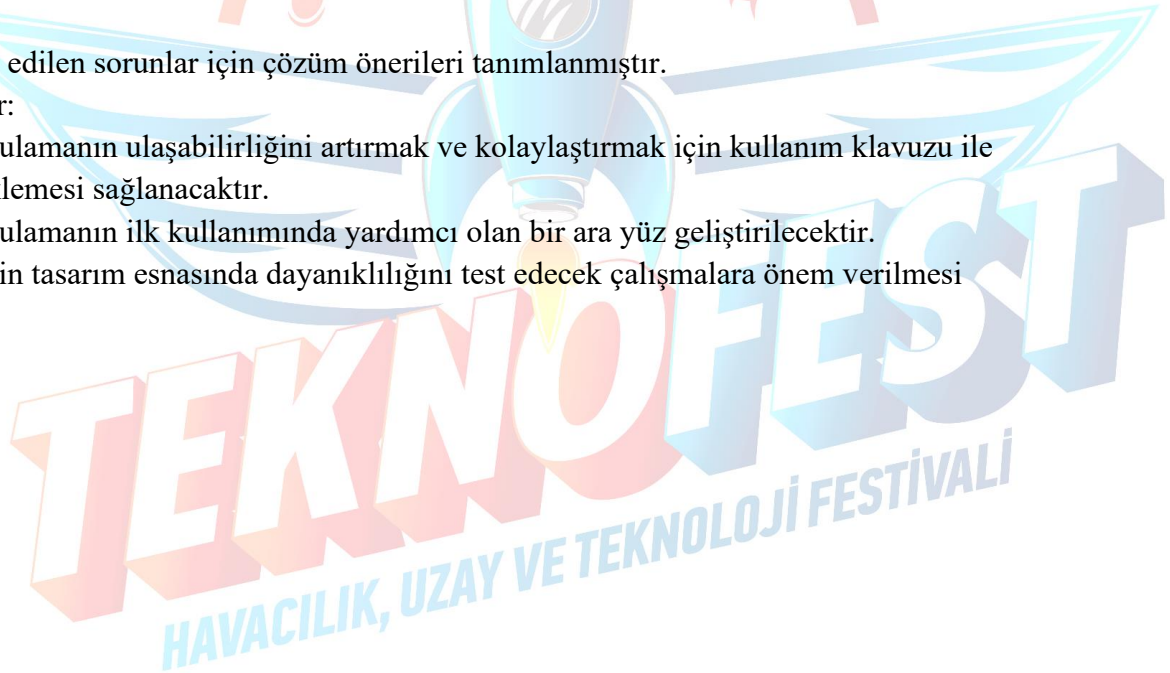 edilen sorunlar için çözüm önerileri tanımlanmıştır.
r:
ulamanın ulaşabilirliğini artırmak ve kolaylaştırmak için kullanım klavuzu ile
lemesi sağlanacaktır.
ulamanın ilk kullanımında yardımcı olan bir ara yüz geliştirilecektir.
in tasarım esnasında dayanıklılığını test edecek çalışmalara önem verilmesi
TEKNOFEST
HAVACILIK, UZAY VE TEKNOLOJİ FESTİVALİ